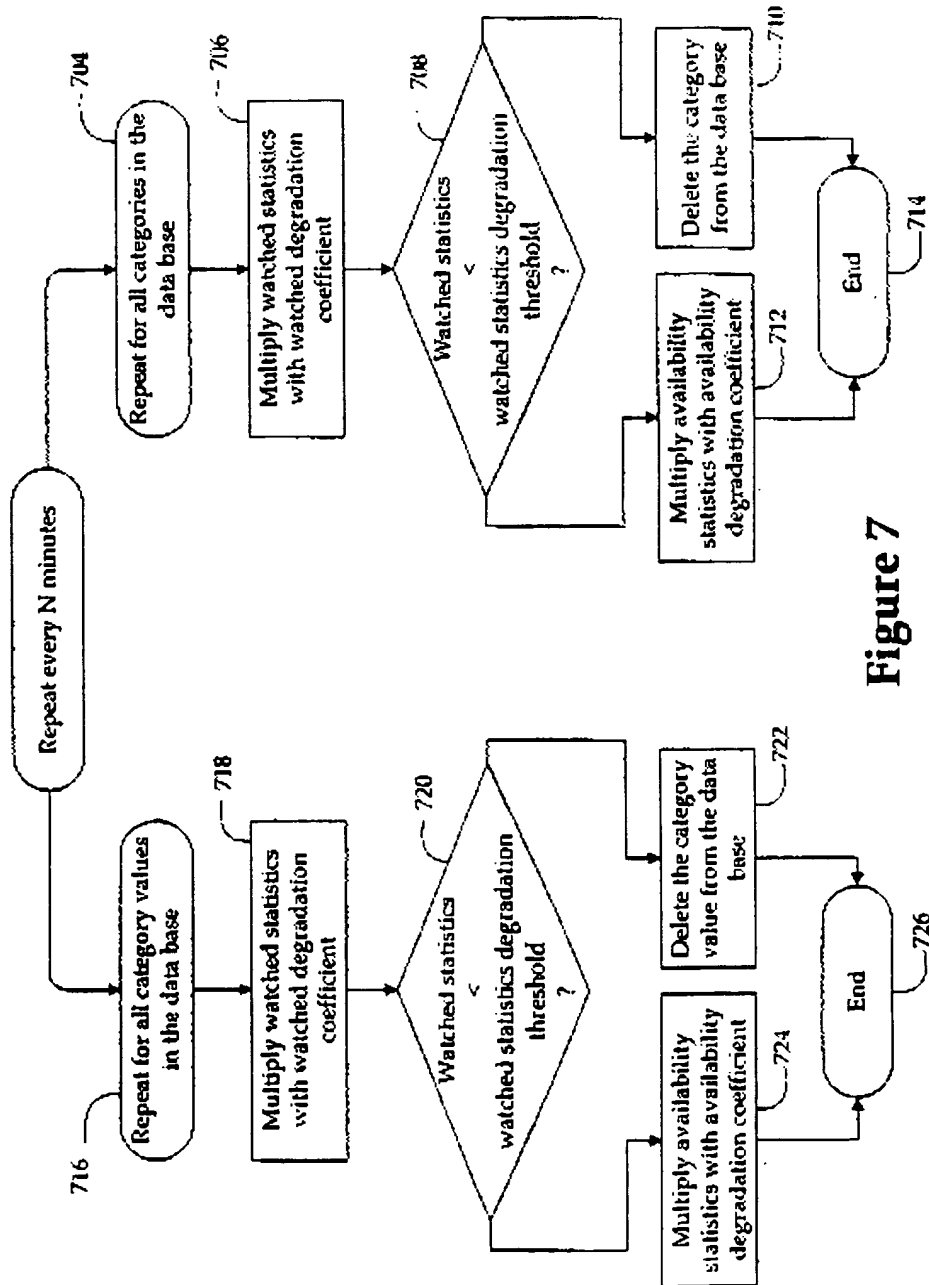 Repeat every N minutes
716
Repeat for all category values
in the data base
718
Multiply watched statistics
with watched degradation
coefficient
720
Watched statistics
<
watched statistics degradation
threshold
?
Multiply availability
statistics with availability
degradation coefficient
724
Delete the category
value from the data
base
722
End
726
704
Repeat for all categories in the
data base
706
Multiply watched statistics
with watched degradation
coefficient
708
Watched statistics
<
watched statistics degradation
threshold
?
Multiply availability
statistics with availability
degradation coefficient
712
Delete the category
from the data base
710
End
714
Figure 7